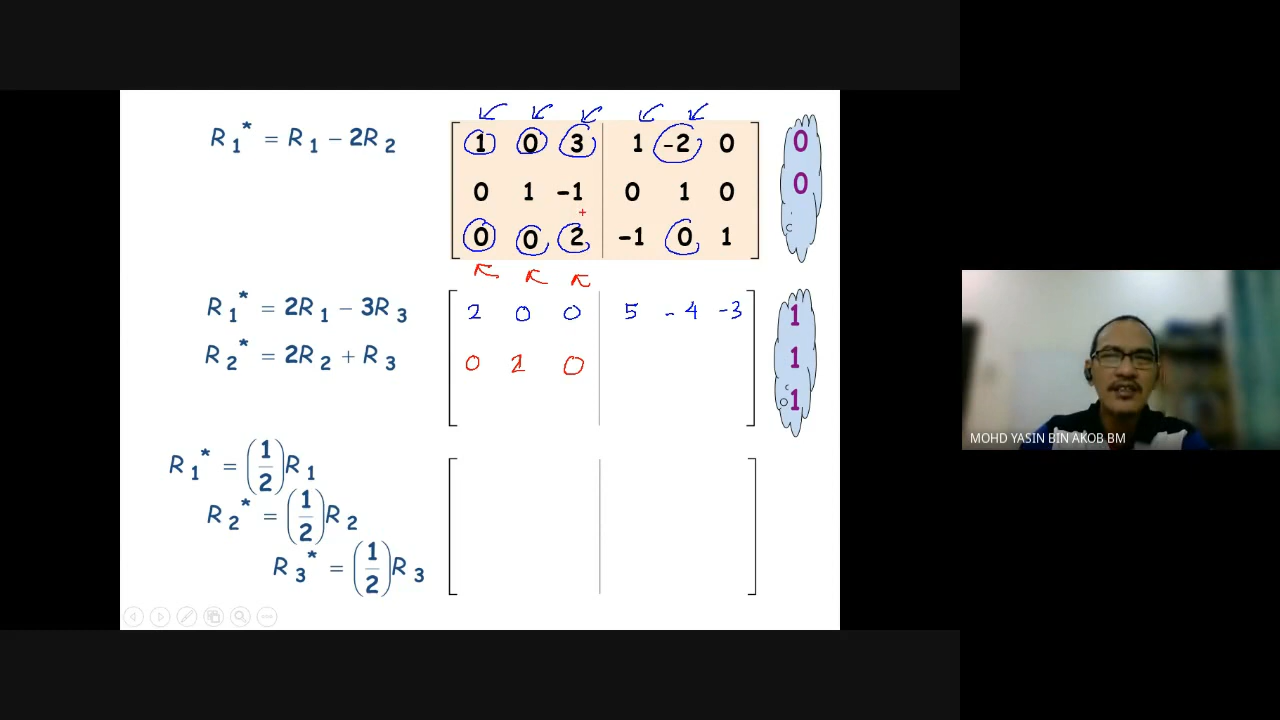 R₁* = R₁ − 2R₂
1 0 3 | 1 -2 0
0 1 -1 | 0 1 0
0 0 2 | -1 0 1
0
0
R₁* = 2R₁ − 3R₃
R₂* = 2R₂ + R₃
2 0 0 | 5 -4 -3
0 2 0
1
1
1
R₁* = (1/2)R₁
R₂* = (1/2)R₂
R₃* = (1/2)R₃
MOHD YASIN BIN AKOB BM